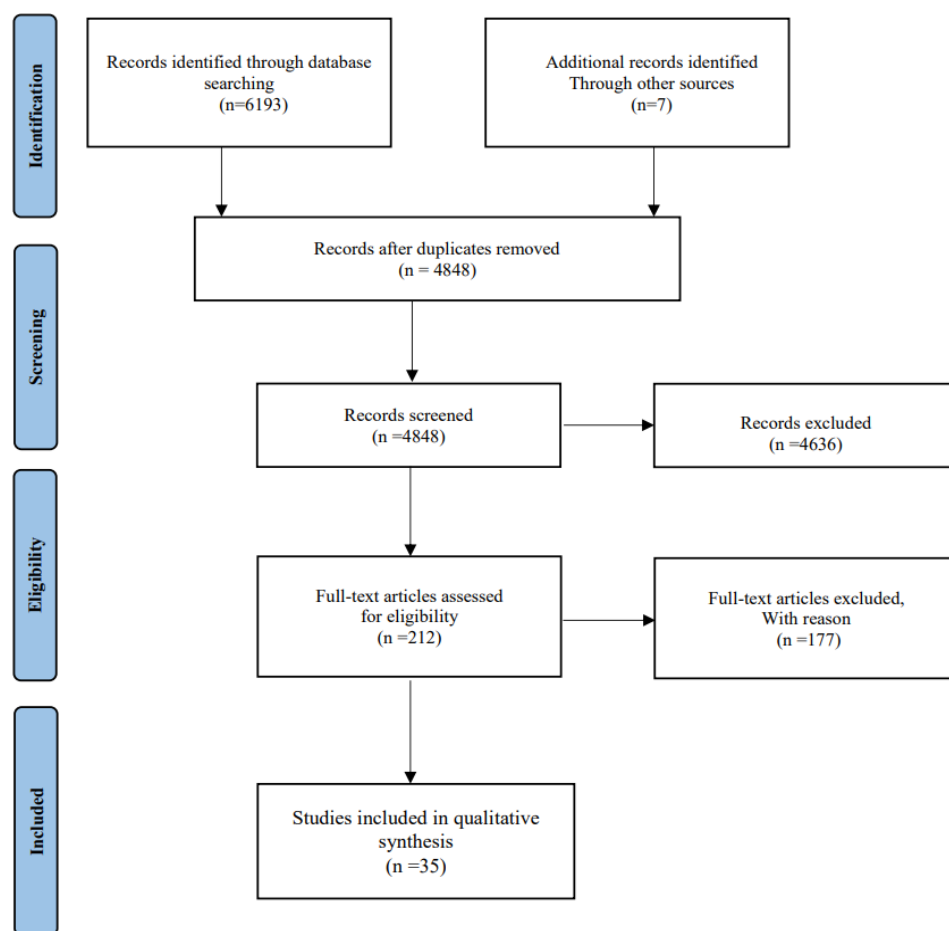 Identification
Records identified through database
searching
(n=6193)
Additional records identified
Through other sources
(n=7)
Records after duplicates removed
(n = 4848)
Screening
Records screened
(n =4848)
Records excluded
(n =4636)
Eligibility
Full-text articles assessed
for eligibility
(n =212)
Full-text articles excluded,
With reason
(n =177)
Included
Studies included in qualitative
synthesis
(n =35)